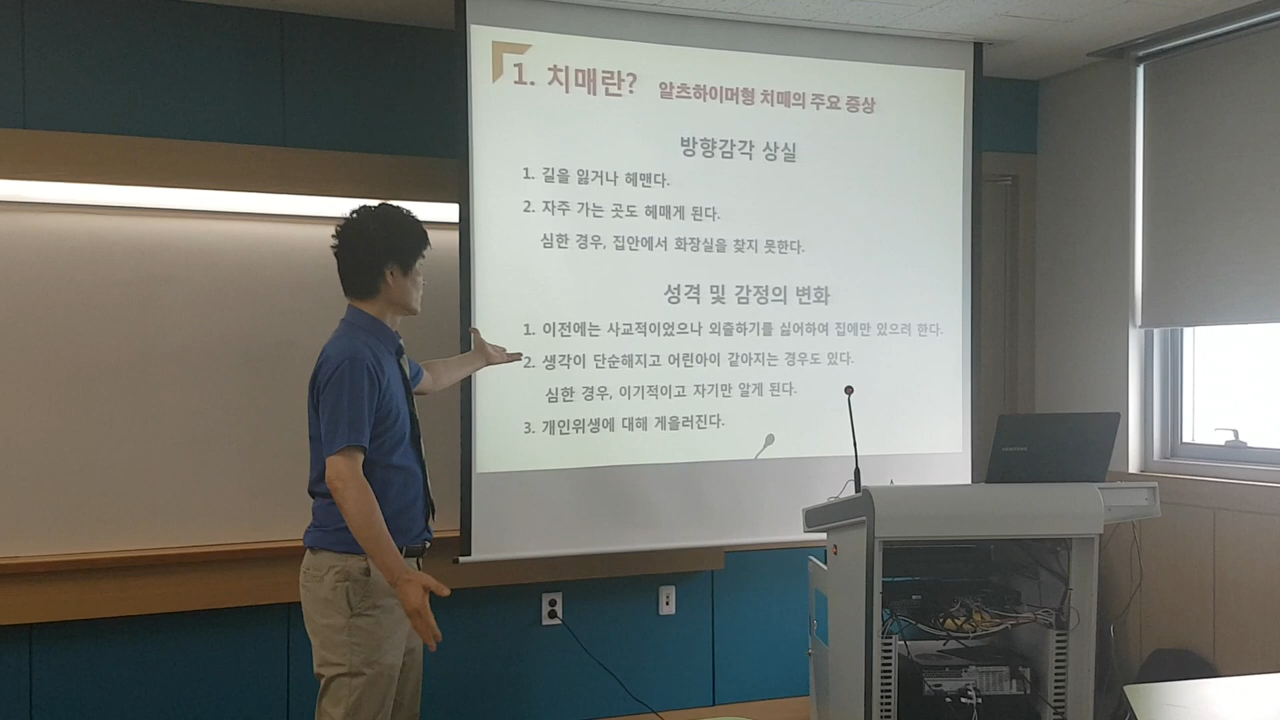 1. 치매란? 알츠하이머형 치매의 주요 증상
방향감각 상실
1. 길을 잃거나 헤맨다.
2. 자주 가는 곳도 헤매게 된다.
심한 경우, 집안에서 화장실을 찾지 못한다.
성격 및 감정의 변화
1. 이전에는 사교적이었으나 외출하기를 싫어하여 집에만 있으려 한다.
2. 생각이 단순해지고 어린아이 같아지는 경우도 있다.
심한 경우, 이기적이고 자기만 알게 된다.
3. 개인위생에 대해 게을러진다.
SAMSUNG